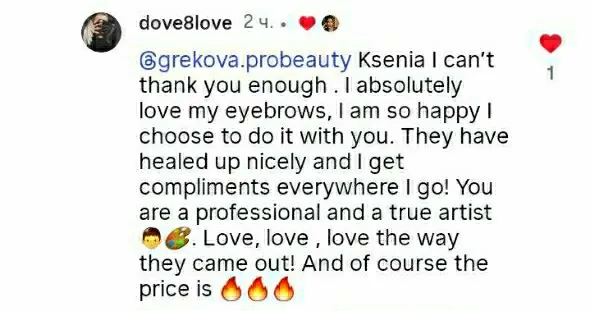 dove8love 2 ч. • ❤️
@grekova.probeauty Ksenia I can't
thank you enough . I absolutely
love my eyebrows, I am so happy I
choose to do it with you. They have
healed up nicely and I get
compliments everywhere I go! You
are a professional and a true artist
👨🎨. Love, love , love the way
they came out! And of course the
price is 🔥🔥🔥
1